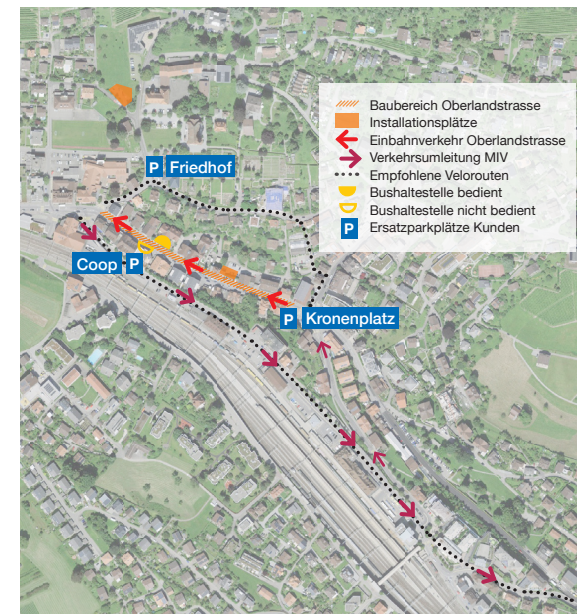 Baubereich Oberlandstrasse
Installationsplätze
Einbahnverkehr Oberlandstrasse
Verkehrsumleitung MIV
Empfohlene Velorouten
Bushaltestelle bedient
Bushaltestelle nicht bedient
P Ersatzparkplätze Kunden
P Friedhof
Coop P
P Kronenplatz